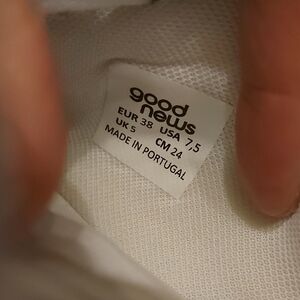 good
news
EUR 38 USA 7,5
UK 5 CM 24
MADE IN PORTUGAL